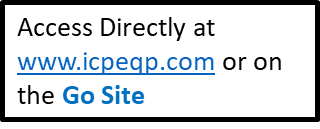 Access Directly at
www.icpeqp.com or on
the Go Site